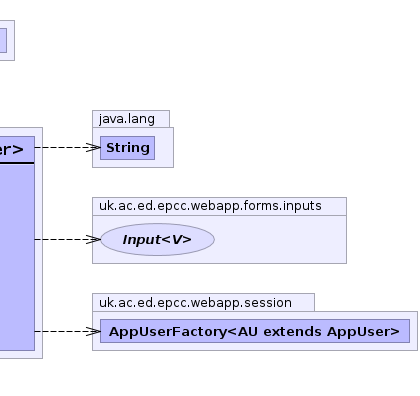 java.lang
String
uk.ac.ed.epcc.webapp.forms.inputs
Input<V>
uk.ac.ed.epcc.webapp.session
AppUserFactory<AU extends AppUser>